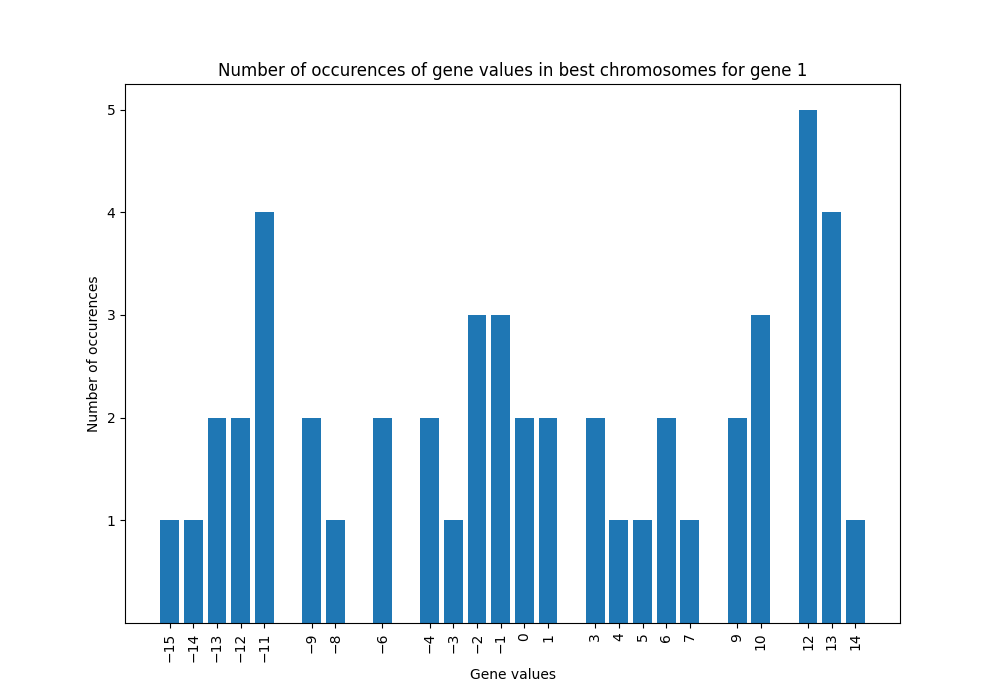 Number of occurences of gene values in best chromosomes for gene 1
Number of occurences
5
4
3
2
1
−15 −14 −13 −12 −11 −9 −8 −6 −4 −3 −2 −1 0 1 3 4 5 6 7 9 10 12 13 14
Gene values